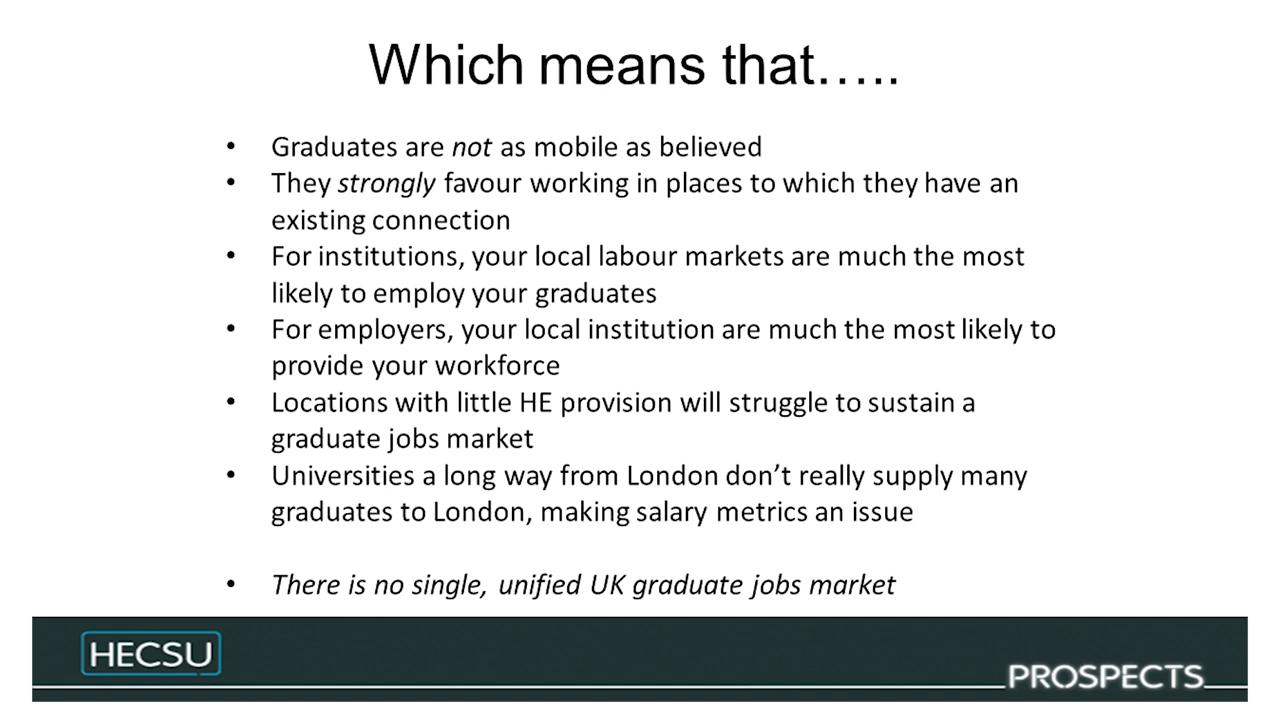 Which means that…..
• Graduates are not as mobile as believed
• They strongly favour working in places to which they have an
existing connection
• For institutions, your local labour markets are much the most
likely to employ your graduates
• For employers, your local institution are much the most likely to
provide your workforce
• Locations with little HE provision will struggle to sustain a
graduate jobs market
• Universities a long way from London don’t really supply many
graduates to London, making salary metrics an issue
• There is no single, unified UK graduate jobs market
HECSU
PROSPECTS